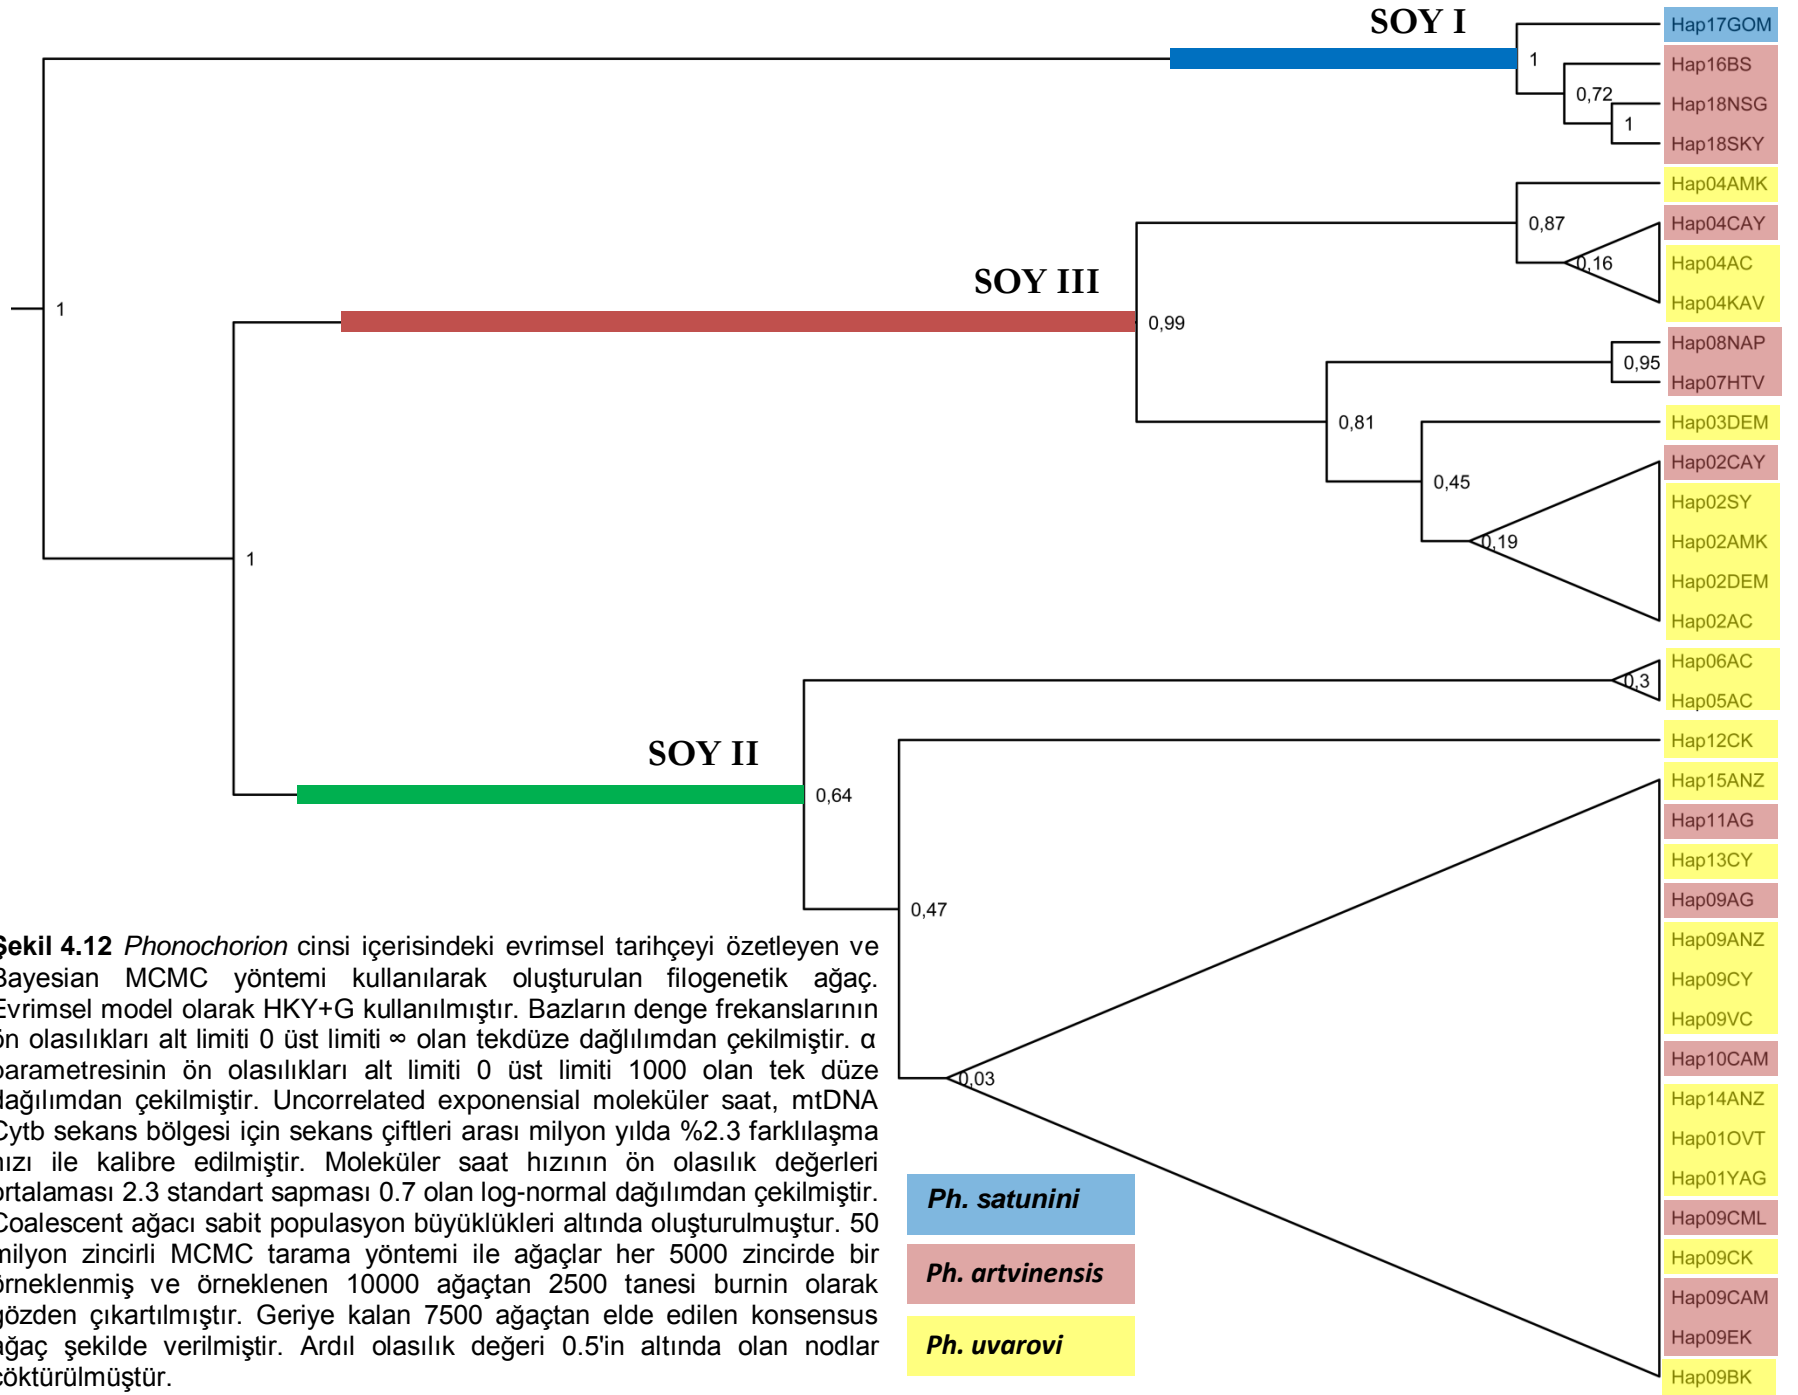 SOY I
Hap17GOM
1
Hap16BS
0,72
Hap18NSG
1
Hap18SKY
Hap04AMK
0,87
Hap04CAY
0,16
Hap04AC
Hap04KAV
SOY III
1
0,99
Hap08NAP
0,95
Hap07HTV
0,81
Hap03DEM
Hap02CAY
0,45
Hap02SY
0,19
Hap02AMK
1
Hap02DEM
Hap02AC
Hap06AC
0,3
Hap05AC
SOY II
Hap12CK
0,64
Hap15ANZ
Hap11AG
Hap13CY
Hap09AG
0,47
Hap09ANZ
Hap09CY
Hap09VC
Hap10CAM
0,03
Hap14ANZ
Hap01OVT
Hap01YAG
Hap09CML
Hap09CK
Hap09CAM
Hap09EK
Hap09BK
Şekil 4.12 Phonochorion cinsi içerisindeki evrimsel tarihçeyi özetleyen ve
Bayesian MCMC yöntemi kullanılarak oluşturulan filogenetik ağaç.
Evrimsel model olarak HKY+G kullanılmıştır. Bazların denge frekanslarının
ön olasılıkları alt limiti 0 üst limiti ∞ olan tekdüze dağlılımdan çekilmiştir. α
parametresinin ön olasılıkları alt limiti 0 üst limiti 1000 olan tek düze
dağılımdan çekilmiştir. Uncorrelated exponensial moleküler saat, mtDNA
Cytb sekans bölgesi için sekans çiftleri arası milyon yılda %2.3 farklılaşma
hızı ile kalibre edilmiştir. Moleküler saat hızının ön olasılık değerleri
ortalaması 2.3 standart sapması 0.7 olan log-normal dağılımdan çekilmiştir.
Coalescent ağacı sabit populasyon büyüklükleri altında oluşturulmuştur. 50
milyon zincirli MCMC tarama yöntemi ile ağaçlar her 5000 zincirde bir
örneklenmiş ve örneklenen 10000 ağaçtan 2500 tanesi burnin olarak
gözden çıkartılmıştır. Geriye kalan 7500 ağaçtan elde edilen konsensus
ağaç şekilde verilmiştir. Ardıl olasılık değeri 0.5'in altında olan nodlar
çöktürülmüştür.
Ph. satunini
Ph. artvinensis
Ph. uvarovi